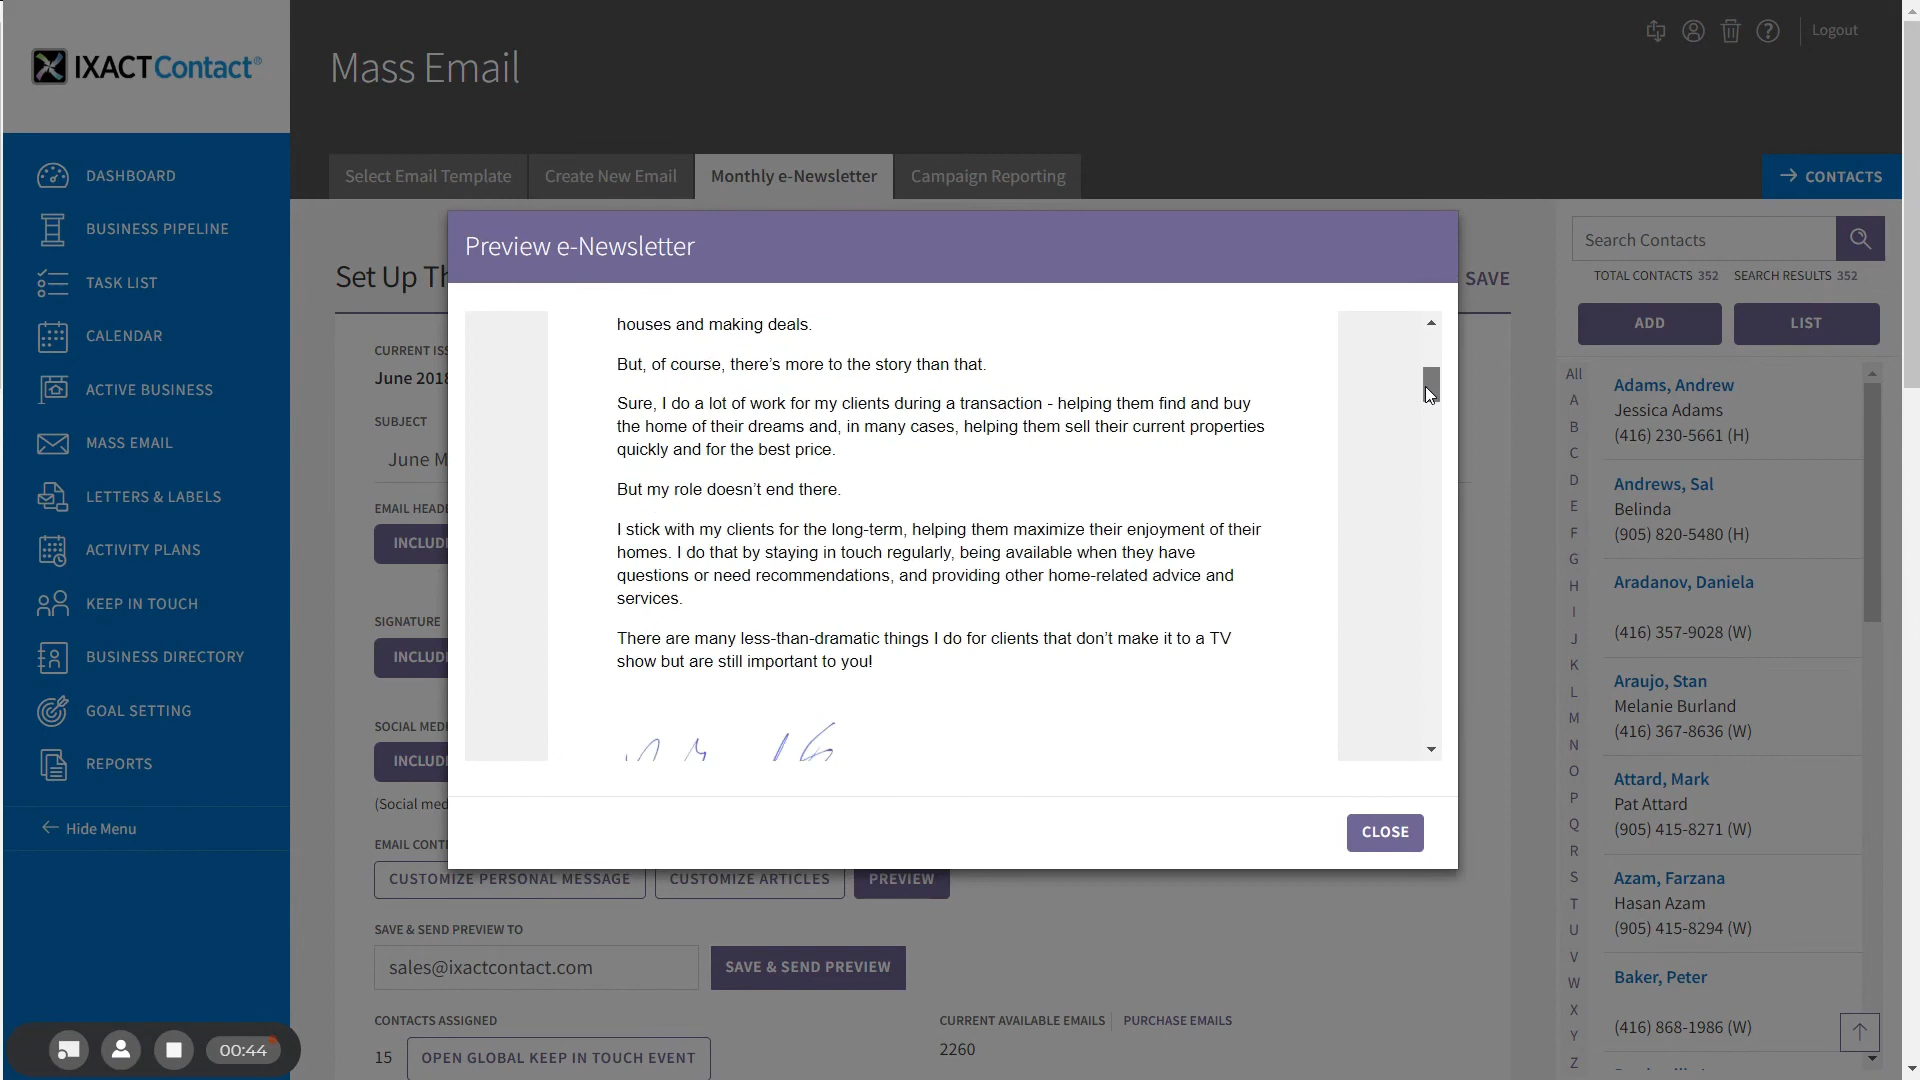 IXACTContact®
Mass Email
Logout
Select Email Template
Create New Email
Monthly e-Newsletter
Campaign Reporting
CONTACTS
DASHBOARD
BUSINESS PIPELINE
TASK LIST
CALENDAR
ACTIVE BUSINESS
MASS EMAIL
LETTERS & LABELS
ACTIVITY PLANS
KEEP IN TOUCH
BUSINESS DIRECTORY
GOAL SETTING
REPORTS
Hide Menu
00:44
Set Up Th
SAVE
CURRENT ISS
June 2018
SUBJECT
June M
EMAIL HEADE
INCLUD
SIGNATURE
INCLUD
SOCIAL MEDI
INCLUD
(Social med
EMAIL CONT
CUSTOMIZE PERSONAL MESSAGE
CUSTOMIZE ARTICLES
PREVIEW
SAVE & SEND PREVIEW TO
sales@ixactcontact.com
SAVE & SEND PREVIEW
CONTACTS ASSIGNED
15
OPEN GLOBAL KEEP IN TOUCH EVENT
CURRENT AVAILABLE EMAILS
PURCHASE EMAILS
2260
Preview e-Newsletter
houses and making deals.
But, of course, there's more to the story than that.
Sure, I do a lot of work for my clients during a transaction - helping them find and buy
the home of their dreams and, in many cases, helping them sell their current properties
quickly and for the best price.
But my role doesn't end there.
I stick with my clients for the long-term, helping them maximize their enjoyment of their
homes. I do that by staying in touch regularly, being available when they have
questions or need recommendations, and providing other home-related advice and
services.
There are many less-than-dramatic things I do for clients that don't make it to a TV
show but are still important to you!
CLOSE
Search Contacts
TOTAL CONTACTS 352
SEARCH RESULTS 352
ADD
LIST
All
A
B
C
D
E
F
G
H
I
J
K
L
M
N
O
P
Q
R
S
T
U
V
W
X
Y
Z
Adams, Andrew
Jessica Adams
(416) 230-5661 (H)
Andrews, Sal
Belinda
(905) 820-5480 (H)
Aradanov, Daniela
(416) 357-9028 (W)
Araujo, Stan
Melanie Burland
(416) 367-8636 (W)
Attard, Mark
Pat Attard
(905) 415-8271 (W)
Azam, Farzana
Hasan Azam
(905) 415-8294 (W)
Baker, Peter
(416) 868-1986 (W)